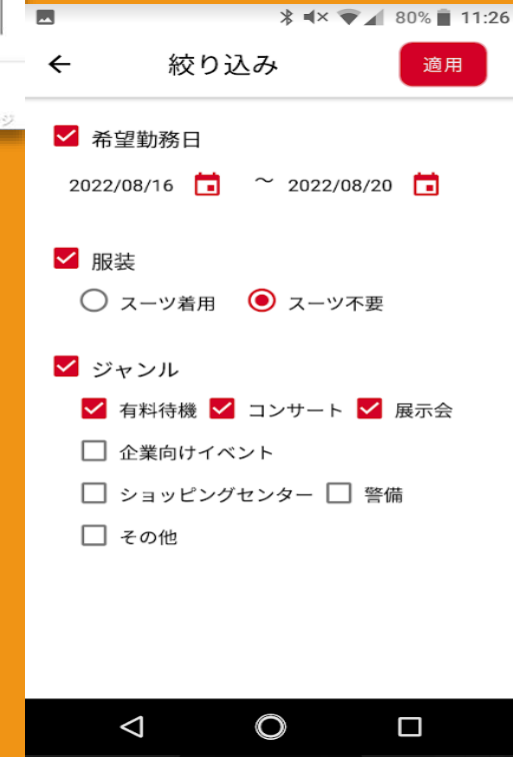 80% 11:26
絞り込み 適用
ジ
希望勤務日
2022/08/16 ~ 2022/08/20
服装
スーツ着用 スーツ不要
ジャンル
有料待機 コンサート 展示会
企業向けイベント
ショッピングセンター 警備
その他